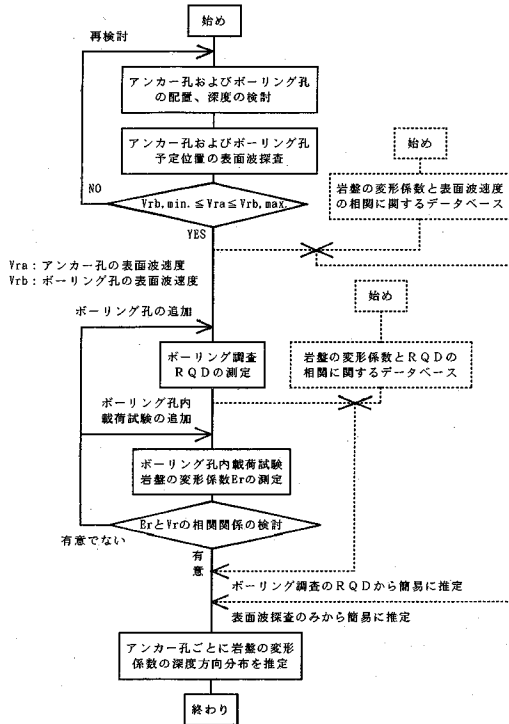 始め
再検討
アンカー孔およびボーリング孔
の配置、深度の検討
アンカー孔およびボーリング孔
予定位置の表面波探査
始め
岩盤の変形係数と表面波速度
の相関に関するデータベース
NO
Vrb,min.≦Vra≦Vrb,max.
YES
Vra：アンカー孔の表面波速度
Vrb：ボーリング孔の表面波速度
始め
ボーリング孔の追加
ボーリング調査
RQDの測定
岩盤の変形係数とRQDの
相関に関するデータベース
ボーリング孔内
載荷試験の追加
ボーリング孔内載荷試験
岩盤の変形係数Erの測定
ErとVrの相関関係の検討
有意でない
有
意
ボーリング調査のRQDから簡易に推定
表面波探査のみから簡易に推定
アンカー孔ごとに岩盤の変形
係数の深度方向分布を推定
終わり